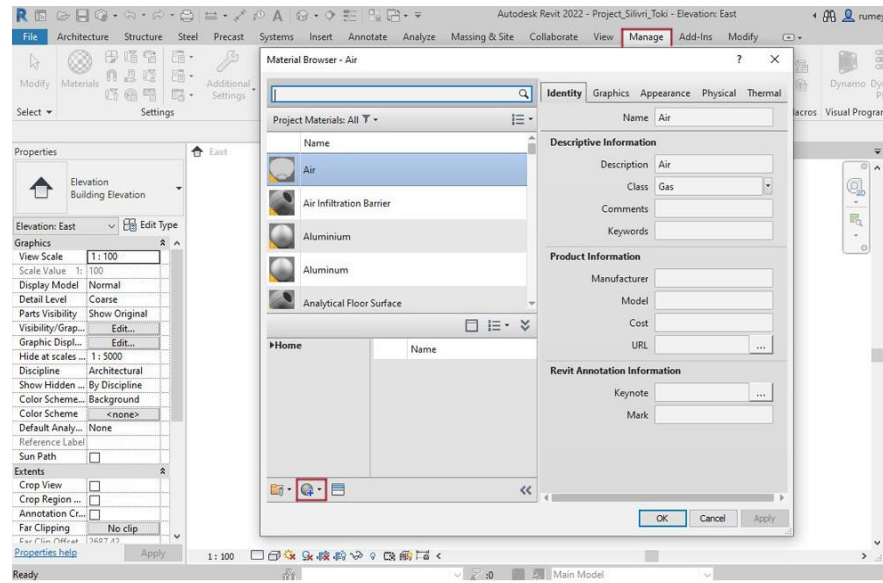 Autodesk Revit 2022 - Project_Silivri_Toki - Elevation: East
File Architecture Structure Steel Precast Systems Insert Annotate Analyze Massing & Site Collaborate View Manage Add-Ins Modify
Modify Materials Additional Settings
Select Settings
Dynamo
Properties
East
Elevation
Building Elevation
Elevation: East Edit Type
Graphics
View Scale 1 : 100
Scale Value 1: 100
Display Model Normal
Detail Level Coarse
Parts Visibility Show Original
Visibility/Grap... Edit...
Graphic Displ... Edit...
Hide at scales ... 1 : 5000
Discipline Architectural
Show Hidden ... By Discipline
Color Scheme... Background
Color Scheme <none>
Default Analy... None
Reference Label
Sun Path
Extents
Crop View
Crop Region ...
Annotation Cr...
Far Clipping No clip
Far Clip Offset 2687.42
Properties help Apply
Ready
Material Browser - Air ? X
Project Materials: All
Name
Air
Air Infiltration Barrier
Aluminium
Aluminum
Analytical Floor Surface
Home
Name
Identity Graphics Appearance Physical Thermal
Name Air
Descriptive Information
Description Air
Class Gas
Comments
Keywords
Product Information
Manufacturer
Model
Cost
URL ...
Revit Annotation Information
Keynote ...
Mark
OK Cancel Apply
1 : 100
:0 Main Model